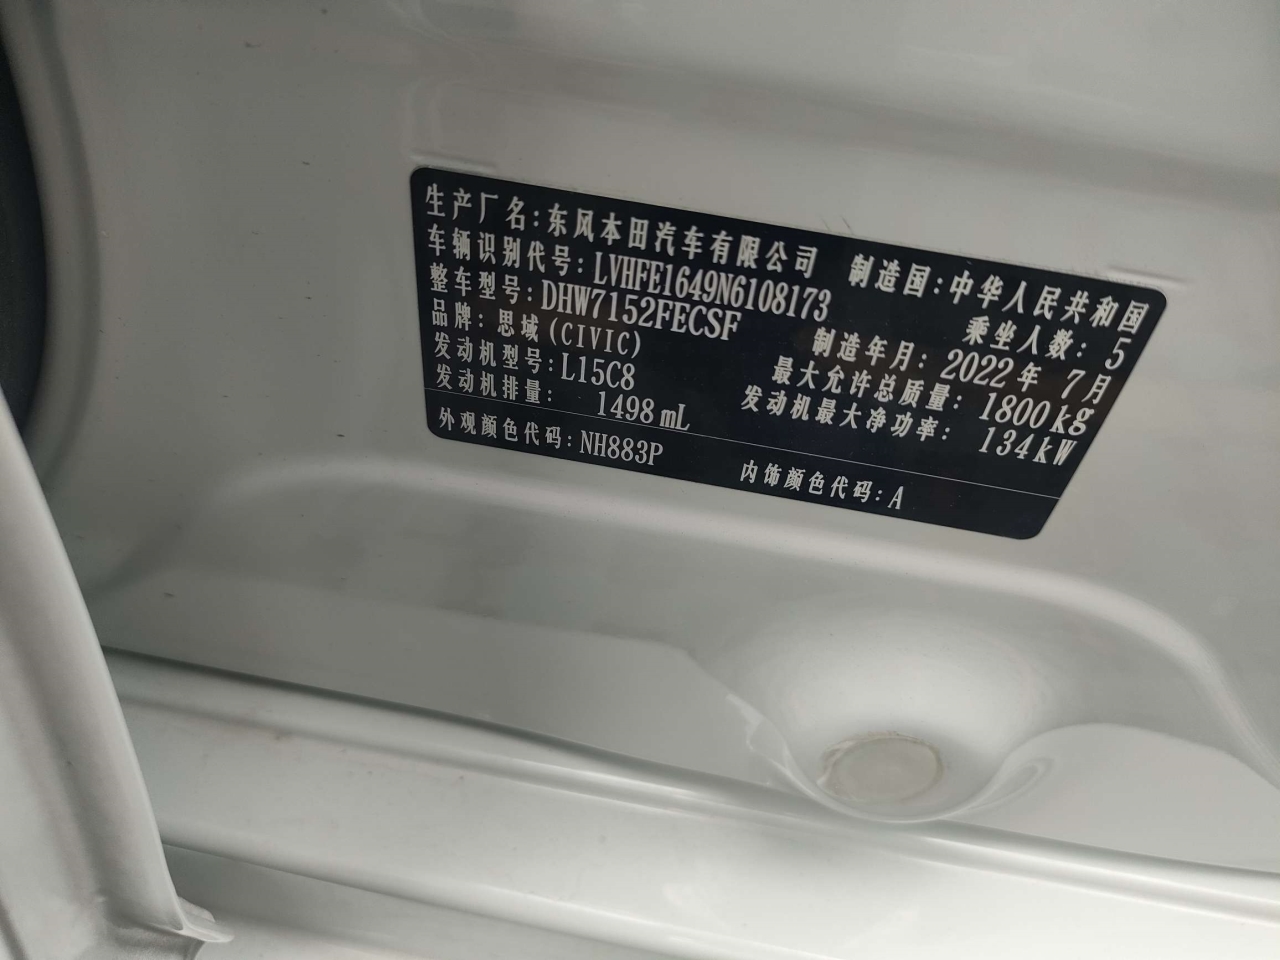 生产厂名：东风本田汽车有限公司 制造国：中华人民共和国
车辆识别代号：LVHFE1649N6108173 乘坐人数：5
整车型号：DHW7152FECSF 制造年月：2022年 7月
品牌：思域(CIVIC) 最大允许总质量：1800kg
发动机型号：L15C8 发动机最大净功率：134kW
发动机排量：1498mL
外观颜色代码：NH883P 内饰颜色代码：A